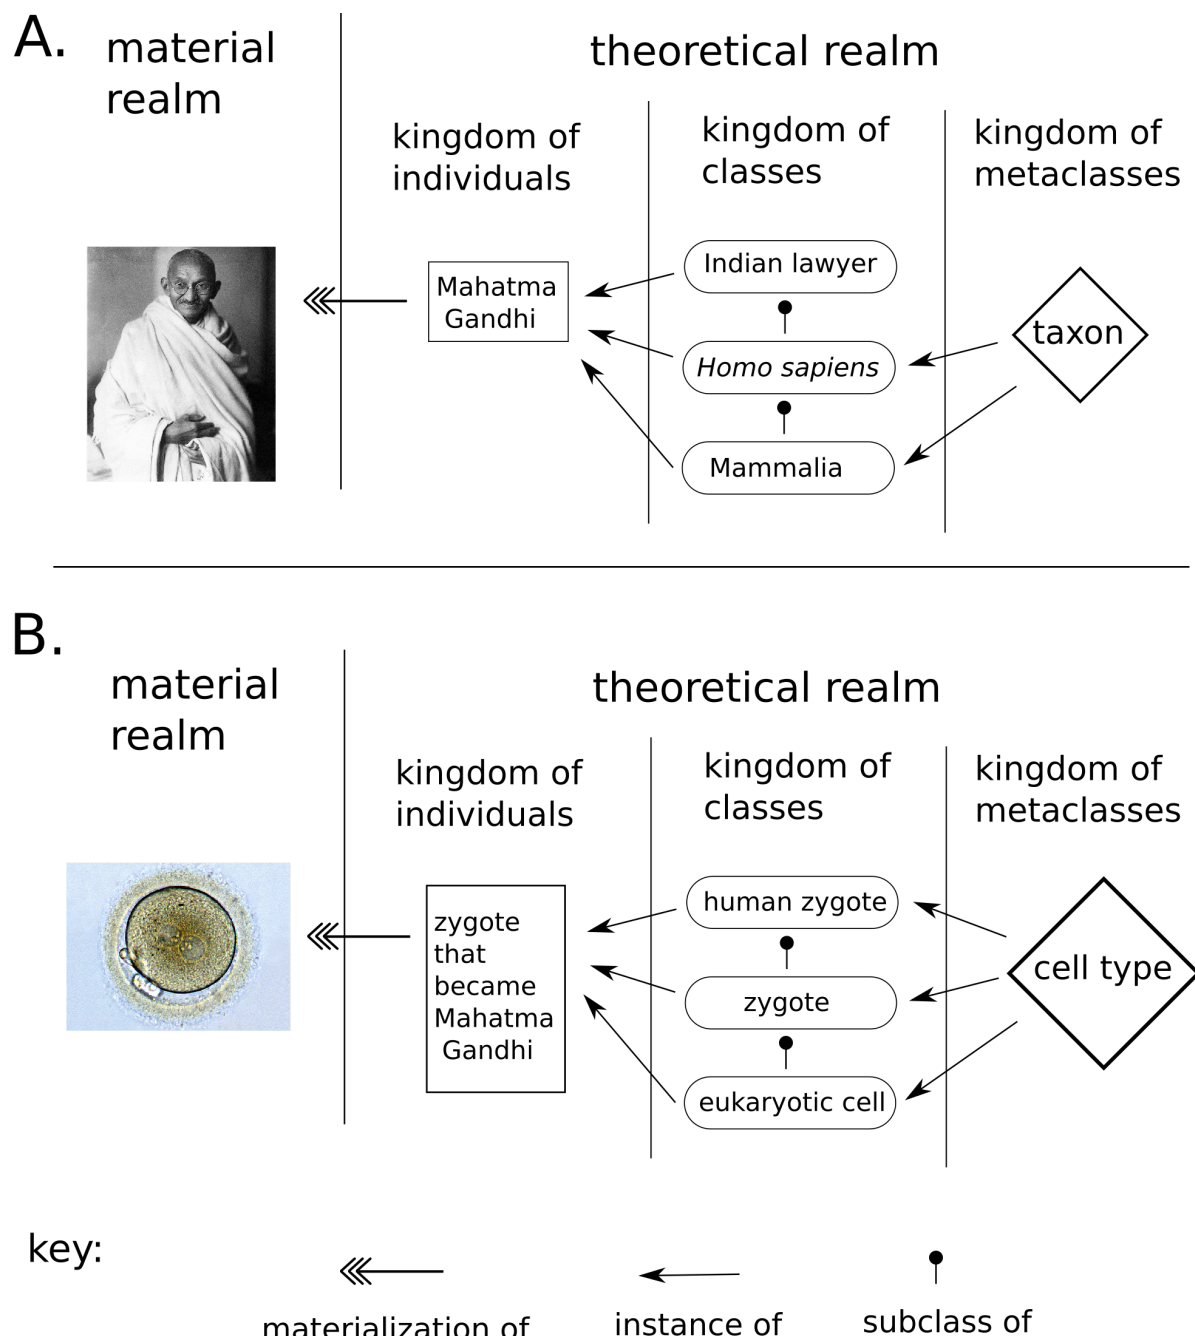 A.
material
realm
theoretical realm
kingdom of
individuals
kingdom of
classes
kingdom of
metaclasses
Mahatma
Gandhi
Indian lawyer
Homo sapiens
Mammalia
taxon
B.
material
realm
theoretical realm
kingdom of
individuals
kingdom of
classes
kingdom of
metaclasses
zygote
that
became
Mahatma
Gandhi
human zygote
zygote
eukaryotic cell
cell type
key:
materialization of
instance of
subclass of